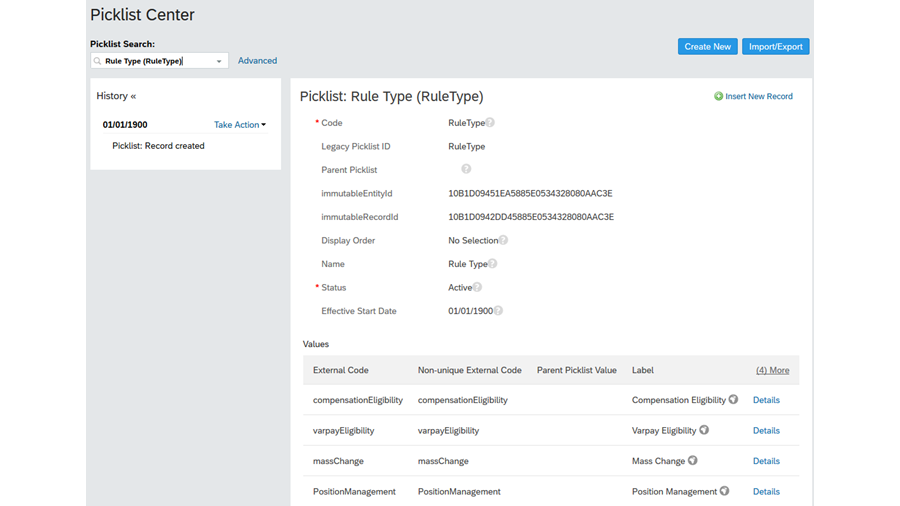 Picklist Center
Picklist Search:
Rule Type (RuleType)
Advanced
Create New
Import/Export
History «
01/01/1900
Take Action
Picklist: Record created
Picklist: Rule Type (RuleType)
Insert New Record
* Code RuleType
Legacy Picklist ID RuleType
Parent Picklist
immutableEntityId 10B1D09451EA5885E0534328080AAC3E
immutableRecordId 10B1D0942DD45885E0534328080AAC3E
Display Order No Selection
Name Rule Type
* Status Active
Effective Start Date 01/01/1900
Values
External Code Non-unique External Code Parent Picklist Value Label (4) More
compensationEligibility compensationEligibility Compensation Eligibility Details
varpayEligibility varpayEligibility Varpay Eligibility Details
massChange massChange Mass Change Details
PositionManagement PositionManagement Position Management Details